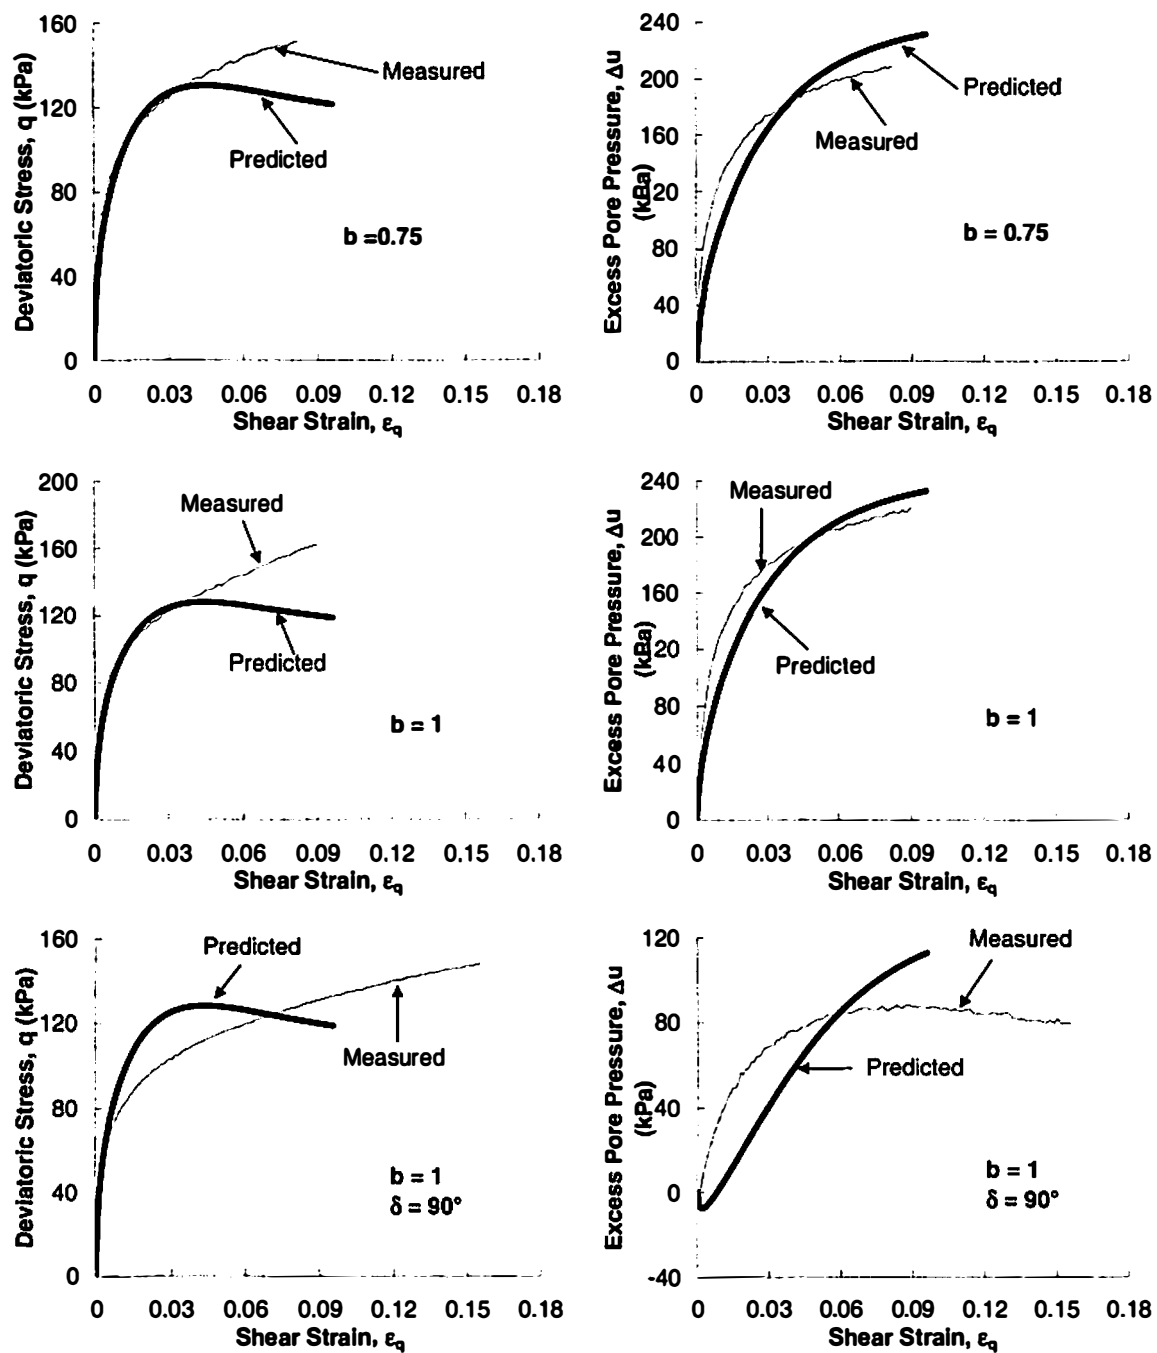 160
120
80
40
0
Deviatoric Stress, q (kPa)
Measured
Predicted
b =0.75
0 0.03 0.06 0.09 0.12 0.15 0.18
Shear Strain, εq
240
200
160
120
80
40
0
Excess Pore Pressure, Δu
(kBa)
Predicted
Measured
b = 0.75
0 0.03 0.06 0.09 0.12 0.15 0.18
Shear Strain, εq
200
160
120
80
40
0
Deviatoric Stress, q (kPa)
Measured
Predicted
b = 1
0 0.03 0.06 0.09 0.12 0.15 0.18
Shear Strain, εq
240
200
160
120
80
40
0
Excess Pore Pressure, Δu
(kBa)
Measured
Predicted
b = 1
0 0.03 0.06 0.09 0.12 0.15 0.18
Shear Strain, εq
160
120
80
40
0
Deviatoric Stress, q (kPa)
Predicted
Measured
b = 1
δ = 90°
0 0.03 0.06 0.09 0.12 0.15 0.18
Shear Strain, εq
120
80
40
0
-40
Excess Pore Pressure, Δu
(kPa)
Measured
Predicted
b = 1
δ = 90°
0 0.03 0.06 0.09 0.12 0.15 0.18
Shear Strain, εq